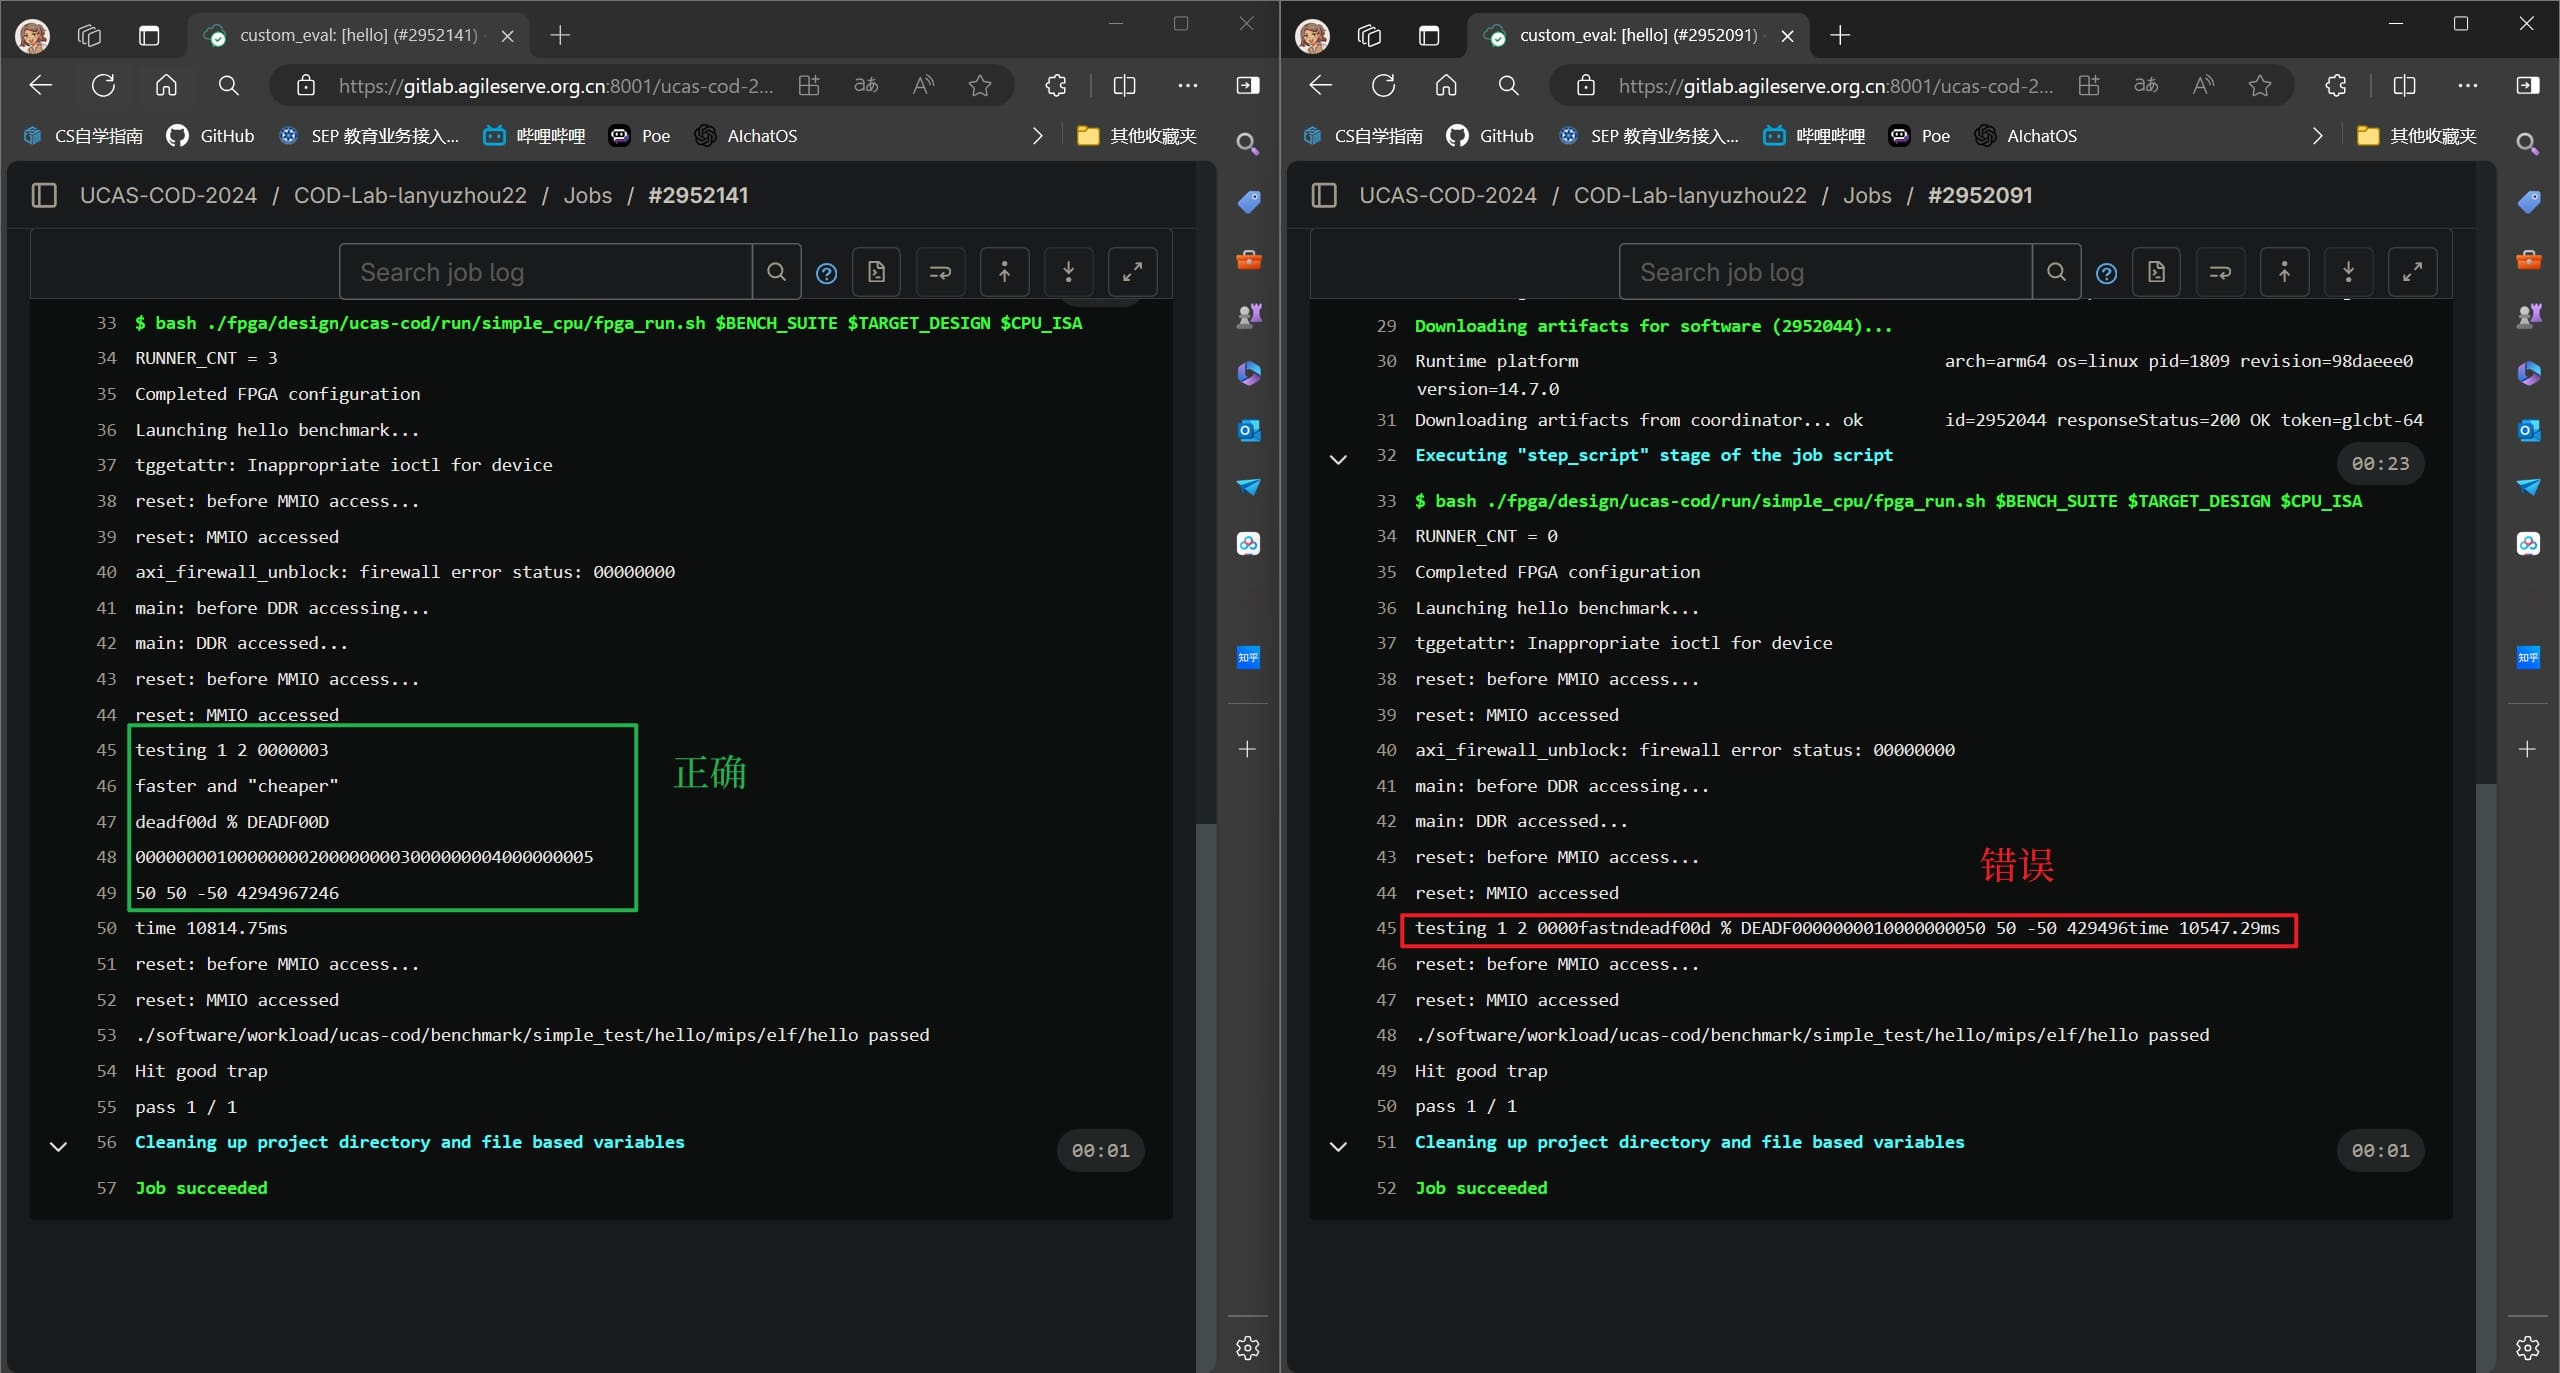 custom_eval: [hello] (#2952141)
https://gitlab.agileserve.org.cn:8001/ucas-cod-2...
CS自学指南 GitHub SEP 教育业务接入... 哔哩哔哩 Poe AIchatOS 其他收藏夹
UCAS-COD-2024 / COD-Lab-lanyuzhou22 / Jobs / #2952141
Search job log
33 $ bash ./fpga/design/ucas-cod/run/simple_cpu/fpga_run.sh $BENCH_SUITE $TARGET_DESIGN $CPU_ISA
34 RUNNER_CNT = 3
35 Completed FPGA configuration
36 Launching hello benchmark...
37 tggetattr: Inappropriate ioctl for device
38 reset: before MMIO access...
39 reset: MMIO accessed
40 axi_firewall_unblock: firewall error status: 00000000
41 main: before DDR accessing...
42 main: DDR accessed...
43 reset: before MMIO access...
44 reset: MMIO accessed
45 testing 1 2 0000003
46 faster and "cheaper"
47 deadf00d % DEADF00D
48 000000001000000002000000003000000004000000005
49 50 50 -50 4294967246
正确
50 time 10814.75ms
51 reset: before MMIO access...
52 reset: MMIO accessed
53 ./software/workload/ucas-cod/benchmark/simple_test/hello/mips/elf/hello passed
54 Hit good trap
55 pass 1 / 1
56 Cleaning up project directory and file based variables 00:01
57 Job succeeded
知乎
custom_eval: [hello] (#2952091)
https://gitlab.agileserve.org.cn:8001/ucas-cod-2...
CS自学指南 GitHub SEP 教育业务接入... 哔哩哔哩 Poe AIchatOS 其他收藏夹
UCAS-COD-2024 / COD-Lab-lanyuzhou22 / Jobs / #2952091
Search job log
29 Downloading artifacts for software (2952044)...
30 Runtime platform arch=arm64 os=linux pid=1809 revision=98daeee0
version=14.7.0
31 Downloading artifacts from coordinator... ok id=2952044 responseStatus=200 OK token=glcbt-64
32 Executing "step_script" stage of the job script 00:23
33 $ bash ./fpga/design/ucas-cod/run/simple_cpu/fpga_run.sh $BENCH_SUITE $TARGET_DESIGN $CPU_ISA
34 RUNNER_CNT = 0
35 Completed FPGA configuration
36 Launching hello benchmark...
37 tggetattr: Inappropriate ioctl for device
38 reset: before MMIO access...
39 reset: MMIO accessed
40 axi_firewall_unblock: firewall error status: 00000000
41 main: before DDR accessing...
42 main: DDR accessed...
43 reset: before MMIO access...
44 reset: MMIO accessed
错误
45 testing 1 2 0000fastndeadf00d % DEADF0000000010000000050 50 -50 429496time 10547.29ms
46 reset: before MMIO access...
47 reset: MMIO accessed
48 ./software/workload/ucas-cod/benchmark/simple_test/hello/mips/elf/hello passed
49 Hit good trap
50 pass 1 / 1
51 Cleaning up project directory and file based variables 00:01
52 Job succeeded
知乎